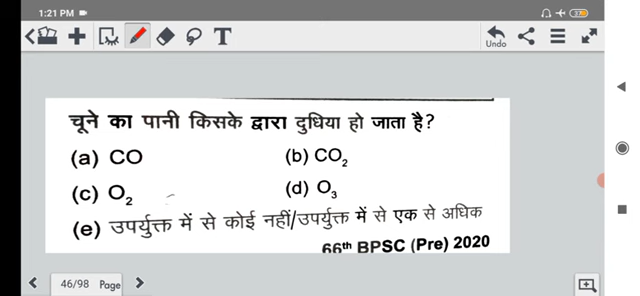 1:21 PM
37
Undo
T
चूने का पानी किसके द्वारा दुधिया हो जाता है?
(a) CO
(b) CO₂
(c) O₂
(d) O₃
(e) उपर्युक्त में से कोई नहीं/उपर्युक्त में से एक से अधिक
66th BPSC (Pre) 2020
46/98 Page